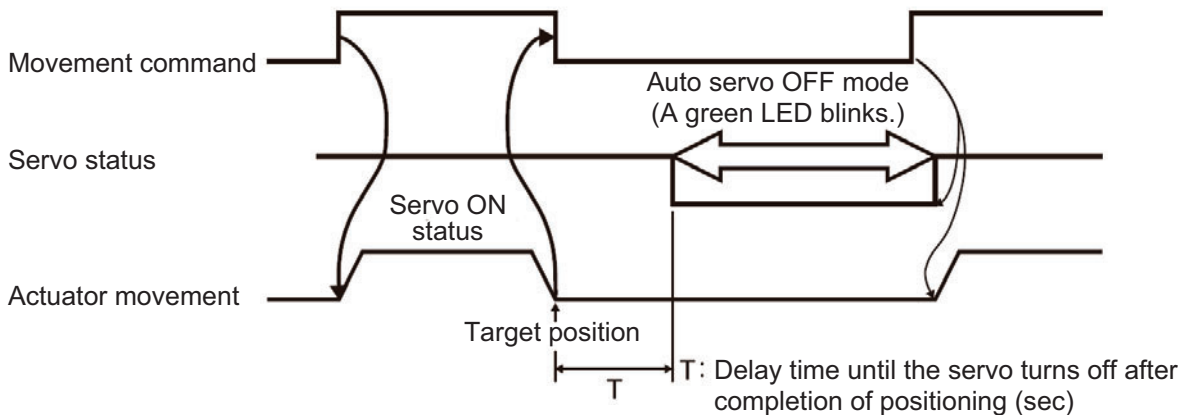 Movement command
Auto servo OFF mode
(A green LED blinks.)
Servo status
Servo ON
status
Actuator movement
Target position
T
T: Delay time until the servo turns off after
completion of positioning (sec)